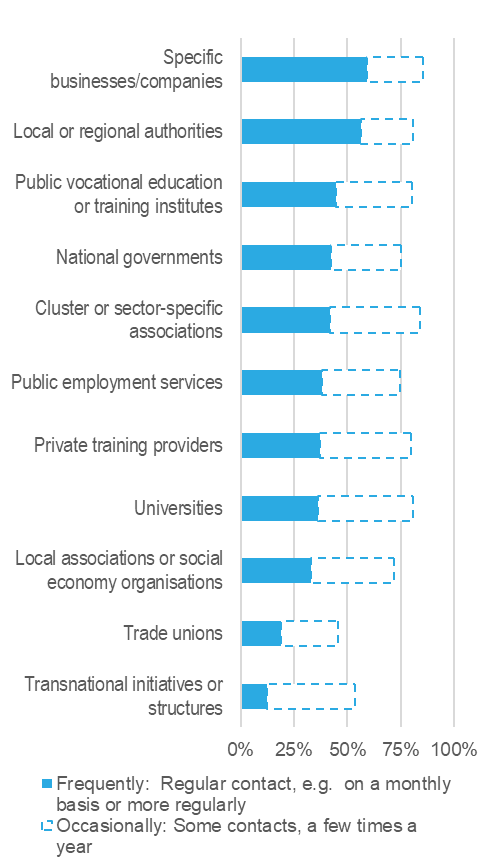 Specific
businesses/companies
Local or regional authorities
Public vocational education
or training institutes
National governments
Cluster or sector-specific
associations
Public employment services
Private training providers
Universities
Local associations or social
economy organisations
Trade unions
Transnational initiatives or
structures
0% 25% 50% 75% 100%
Frequently: Regular contact, e.g. on a monthly
basis or more regularly
Occasionally: Some contacts, a few times a
year